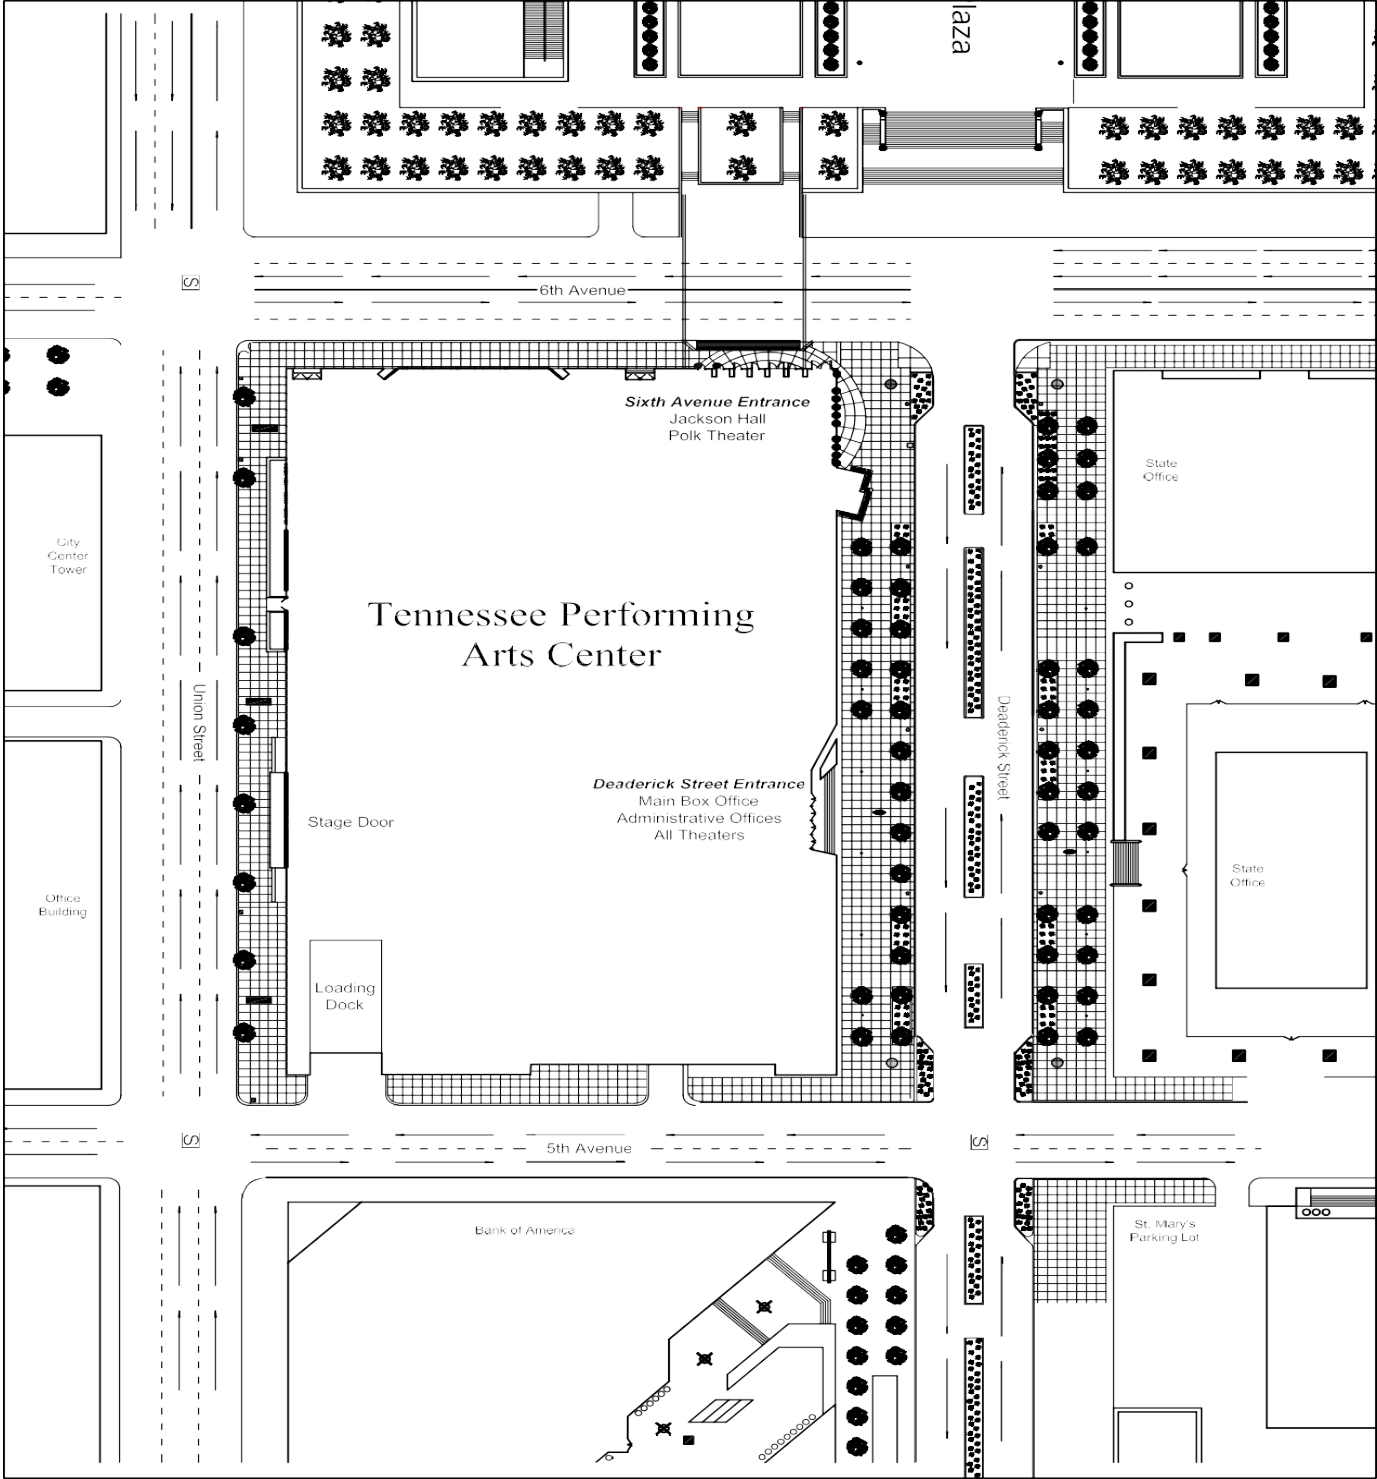 laza
S
6th Avenue
Sixth Avenue Entrance
Jackson Hall
Polk Theater
State
Office
City
Center
Tower
Tennessee Performing
Arts Center
Union Street
Deaderick Street
Deaderick Street Entrance
Main Box Office
Administrative Offices
All Theaters
Stage Door
State
Office
Office
Building
Loading
Dock
S
5th Avenue
S
Bank of America
St. Mary's
Parking Lot